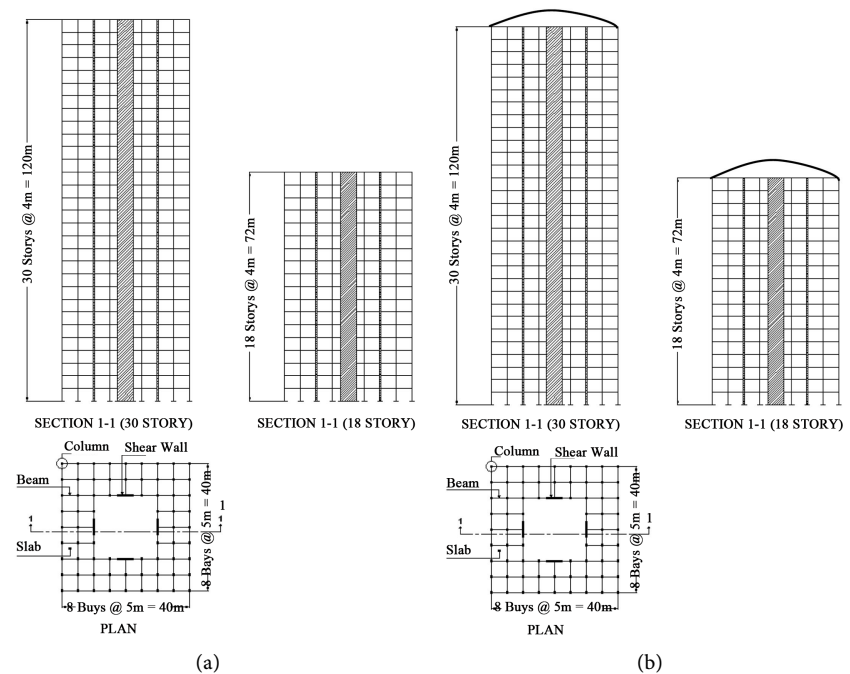 30 Storys @ 4m = 120m
18 Storys @ 4m = 72m
SECTION 1-1 (30 STORY)
SECTION 1-1 (18 STORY)
Column
Shear Wall
Beam
Slab
1
1
1
8 Bays @ 5m = 40m
8 Buys @ 5m = 40m
PLAN
(a)
30 Storys @ 4m = 120m
18 Storys @ 4m = 72m
SECTION 1-1 (30 STORY)
SECTION 1-1 (18 STORY)
Column
Shear Wall
Beam
Slab
1
1
1
8 Bays @ 5m = 40m
8 Buys @ 5m = 40m
PLAN
(b)